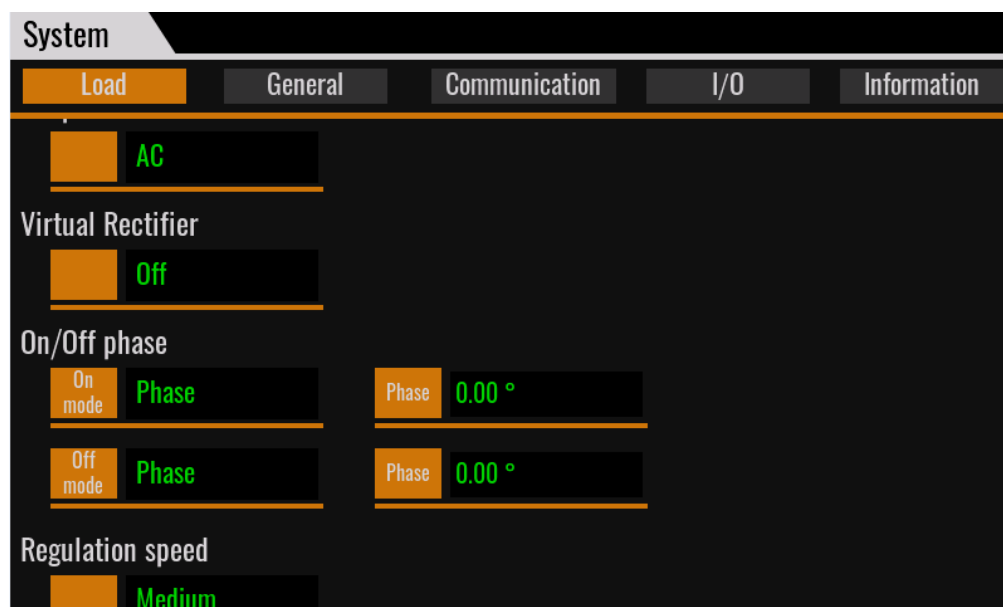 System
Load General Communication I/O Information
AC
Virtual Rectifier
Off
On/Off phase
On mode Phase Phase 0.00 °
Off mode Phase Phase 0.00 °
Regulation speed
Medium